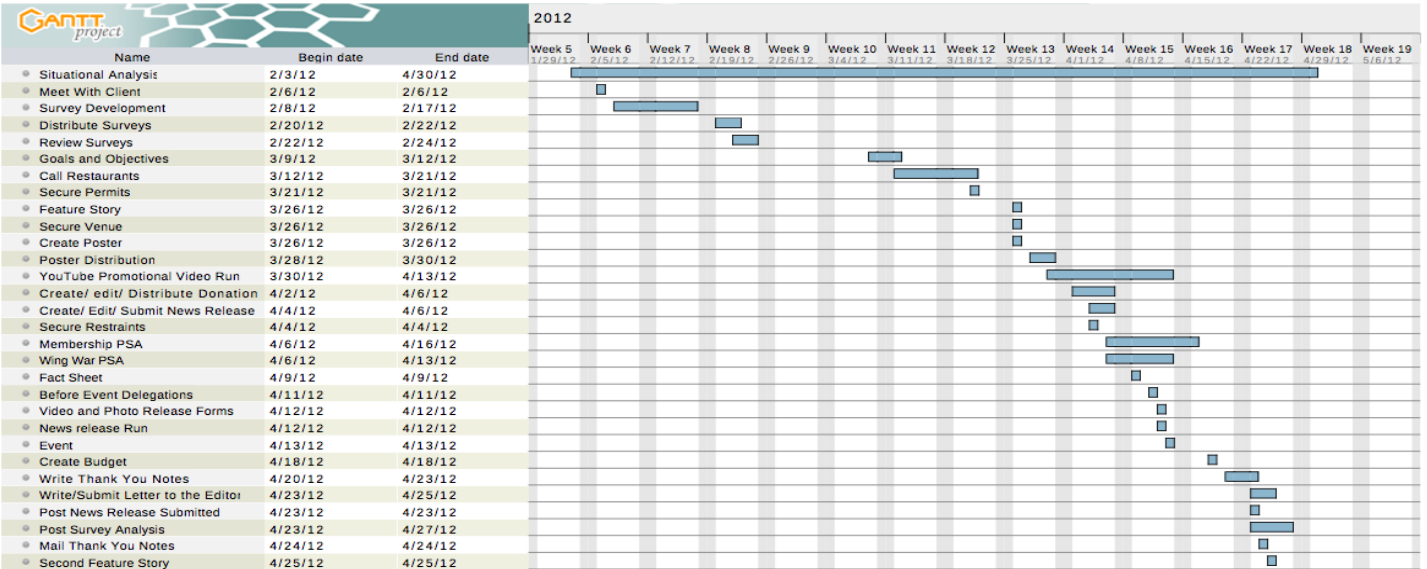 GANTT
project
2012
Week 5 Week 6 Week 7 Week 8 Week 9 Week 10 Week 11 Week 12 Week 13 Week 14 Week 15 Week 16 Week 17 Week 18 Week 19
Name Begin date End date 1/29/12 2/5/12 2/12/12 2/19/12 2/26/12 3/4/12 3/11/12 3/18/12 3/25/12 4/1/12 4/8/12 4/15/12 4/22/12 4/29/12 5/6/12
Situational Analysis 2/3/12 4/30/12
Meet With Client 2/6/12 2/6/12
Survey Development 2/8/12 2/17/12
Distribute Surveys 2/20/12 2/22/12
Review Surveys 2/22/12 2/24/12
Goals and Objectives 3/9/12 3/12/12
Call Restaurants 3/12/12 3/21/12
Secure Permits 3/21/12 3/21/12
Feature Story 3/26/12 3/26/12
Secure Venue 3/26/12 3/26/12
Create Poster 3/26/12 3/26/12
Poster Distribution 3/28/12 3/30/12
YouTube Promotional Video Run 3/30/12 4/13/12
Create/ edit/ Distribute Donation 4/2/12 4/6/12
Create/ Edit/ Submit News Release 4/4/12 4/6/12
Secure Restraints 4/4/12 4/4/12
Membership PSA 4/6/12 4/16/12
Wing War PSA 4/6/12 4/13/12
Fact Sheet 4/9/12 4/9/12
Before Event Delegations 4/11/12 4/11/12
Video and Photo Release Forms 4/12/12 4/12/12
News release Run 4/12/12 4/12/12
Event 4/13/12 4/13/12
Create Budget 4/18/12 4/18/12
Write Thank You Notes 4/20/12 4/23/12
Write/Submit Letter to the Editor 4/23/12 4/25/12
Post News Release Submitted 4/23/12 4/23/12
Post Survey Analysis 4/23/12 4/27/12
Mail Thank You Notes 4/24/12 4/24/12
Second Feature Story 4/25/12 4/25/12